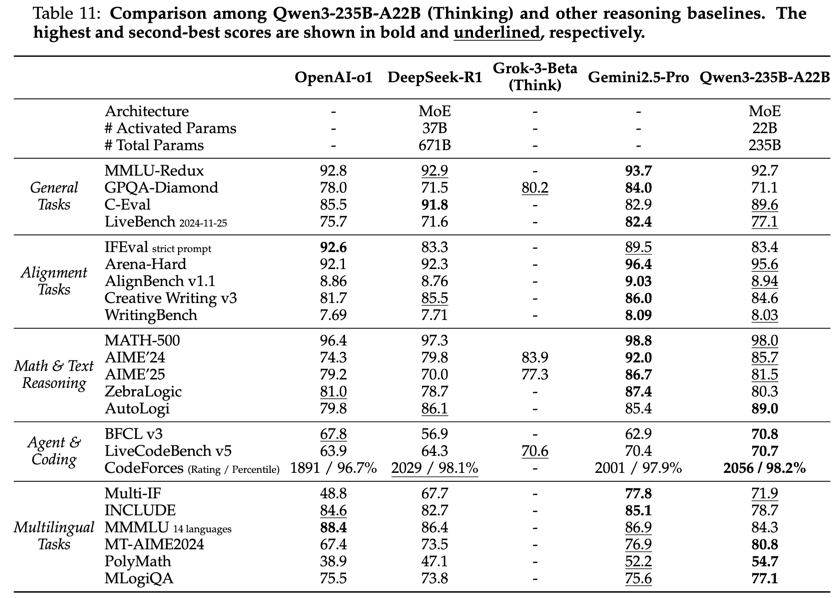 Table 11: Comparison among Qwen3-235B-A22B (Thinking) and other reasoning baselines. The
highest and second-best scores are shown in bold and underlined, respectively.
OpenAI-o1 DeepSeek-R1 Grok-3-Beta (Think) Gemini2.5-Pro Qwen3-235B-A22B
Architecture - MoE - - MoE
# Activated Params - 37B - - 22B
# Total Params - 671B - - 235B
General Tasks
MMLU-Redux 92.8 92.9 - 93.7 92.7
GPQA-Diamond 78.0 71.5 80.2 84.0 71.1
C-Eval 85.5 91.8 - 82.9 89.6
LiveBench 2024-11-25 75.7 71.6 - 82.4 77.1
Alignment Tasks
IFEval strict prompt 92.6 83.3 - 89.5 83.4
Arena-Hard 92.1 92.3 - 96.4 95.6
AlignBench v1.1 8.86 8.76 - 9.03 8.94
Creative Writing v3 81.7 85.5 - 86.0 84.6
WritingBench 7.69 7.71 - 8.09 8.03
Math & Text Reasoning
MATH-500 96.4 97.3 - 98.8 98.0
AIME'24 74.3 79.8 83.9 92.0 85.7
AIME'25 79.2 70.0 77.3 86.7 81.5
ZebraLogic 81.0 78.7 - 87.4 80.3
AutoLogi 79.8 86.1 - 85.4 89.0
Agent & Coding
BFCL v3 67.8 56.9 - 62.9 70.8
LiveCodeBench v5 63.9 64.3 70.6 70.4 70.7
CodeForces (Rating / Percentile) 1891 / 96.7% 2029 / 98.1% - 2001 / 97.9% 2056 / 98.2%
Multilingual Tasks
Multi-IF 48.8 67.7 - 77.8 71.9
INCLUDE 84.6 82.7 - 85.1 78.7
MMMLU 14 languages 88.4 86.4 - 86.9 84.3
MT-AIME2024 67.4 73.5 - 76.9 80.8
PolyMath 38.9 47.1 - 52.2 54.7
MLogiQA 75.5 73.8 - 75.6 77.1